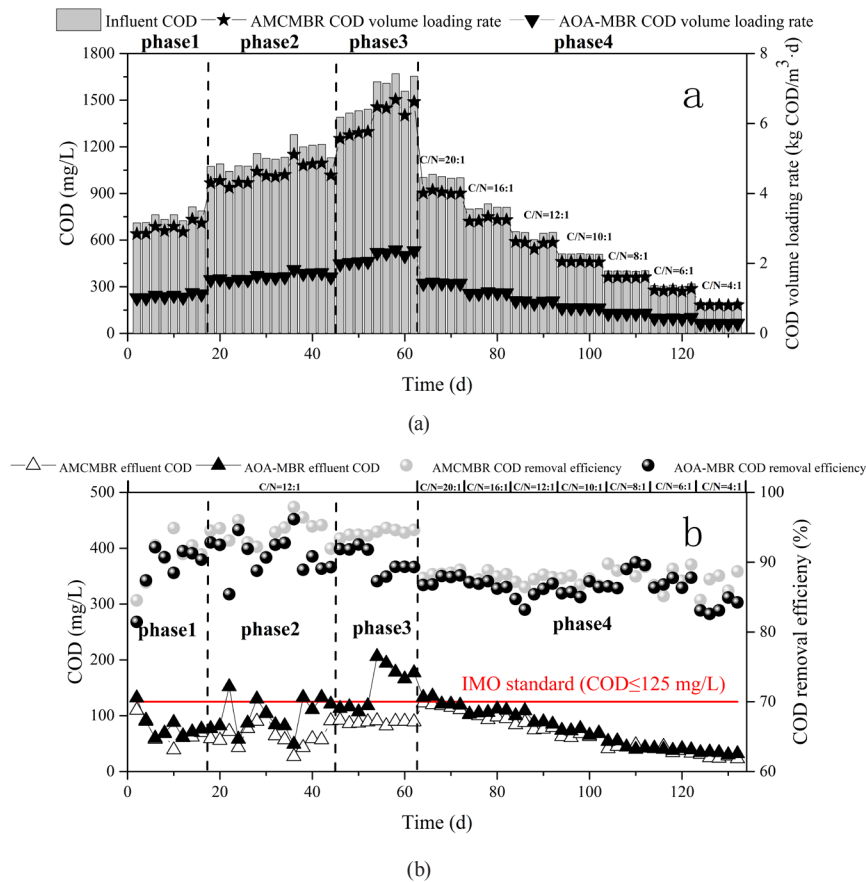 Influent COD AMCMBR COD volume loading rate AOA-MBR COD volume loading rate
phase1 phase2 phase3 phase4
1800
1500
1200
900
600
300
0
COD (mg/L)
8
6
4
2
0
COD volume loading rate (kg COD/m³·d)
a
C/N=20:1
C/N=16:1
C/N=12:1
C/N=10:1
C/N=8:1
C/N=6:1
C/N=4:1
0 20 40 60 80 100 120
Time (d)
(a)
AMCMBR effluent COD AOA-MBR effluent COD AMCMBR COD removal efficiency AOA-MBR COD removal efficiency
C/N=12:1 C/N=20:1 C/N=16:1 C/N=12:1 C/N=10:1 C/N=8:1 C/N=6:1 C/N=4:1
500
400
300
200
100
0
COD (mg/L)
100
90
80
70
60
COD removal efficieny (%)
b
phase1 phase2 phase3 phase4
IMO standard (COD≤125 mg/L)
0 20 40 60 80 100 120
Time (d)
(b)